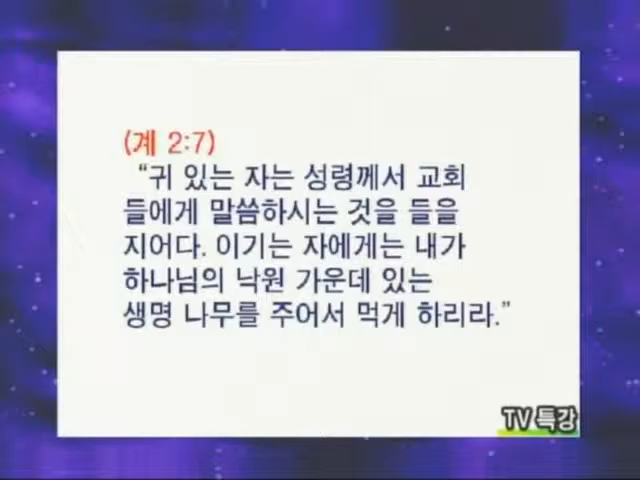 (계 2:7)
“귀 있는 자는 성령께서 교회
들에게 말씀하시는 것을 들을
지어다. 이기는 자에게는 내가
하나님의 낙원 가운데 있는
생명 나무를 주어서 먹게 하리라.”
TV 특강